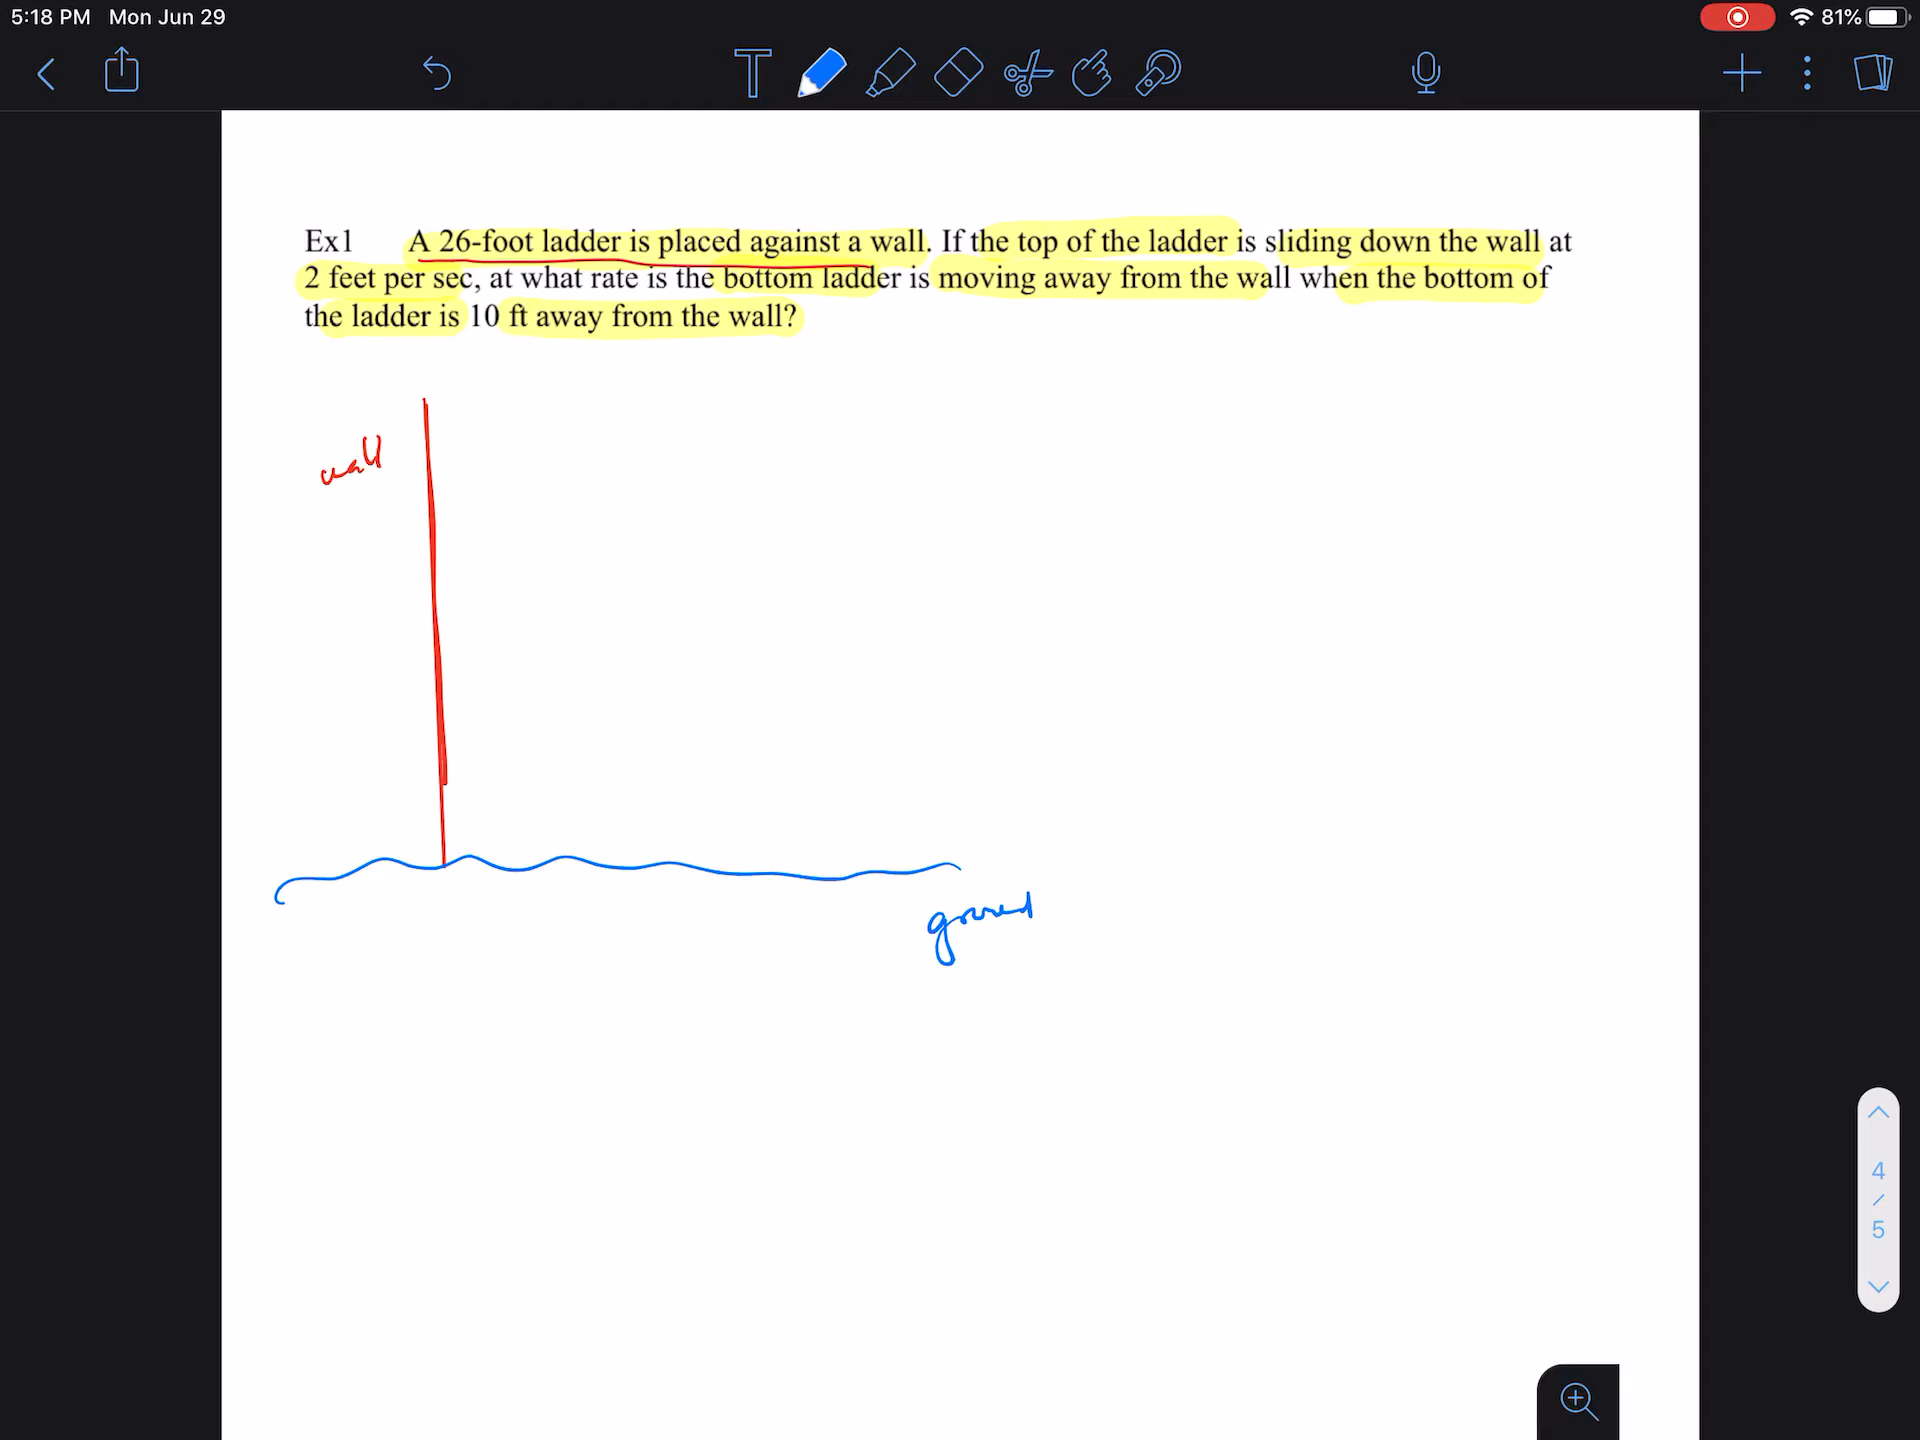 5:18 PM Mon Jun 29
81%
T
Ex1 A 26-foot ladder is placed against a wall. If the top of the ladder is sliding down the wall at
2 feet per sec, at what rate is the bottom ladder is moving away from the wall when the bottom of
the ladder is 10 ft away from the wall?
wall
ground
4
/
5